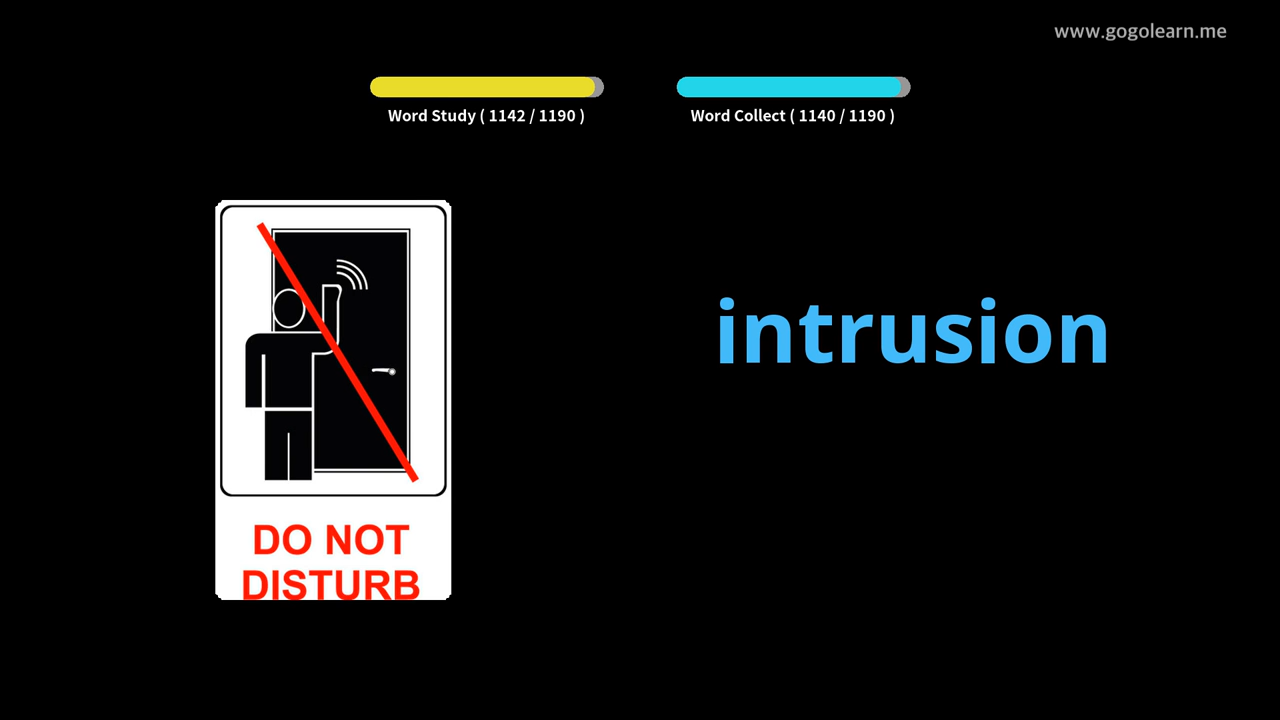 www.gogolearn.me
Word Study ( 1142 / 1190 )
Word Collect ( 1140 / 1190 )
intrusion
DO NOT
DISTURB